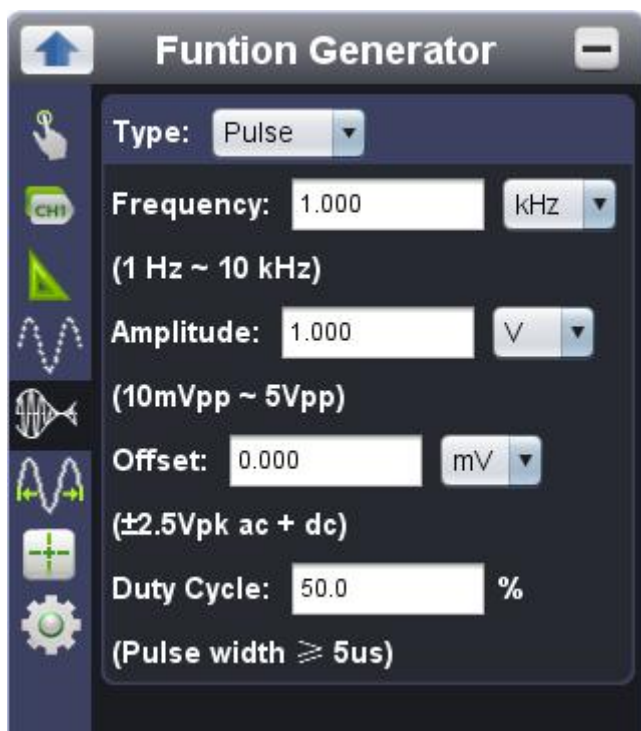 Funtion Generator
Type: Pulse
CH1
Frequency: 1.000 kHz
(1 Hz ~ 10 kHz)
Amplitude: 1.000 V
(10mVpp ~ 5Vpp)
Offset: 0.000 mV
(±2.5Vpk ac + dc)
Duty Cycle: 50.0 %
(Pulse width ≥ 5us)